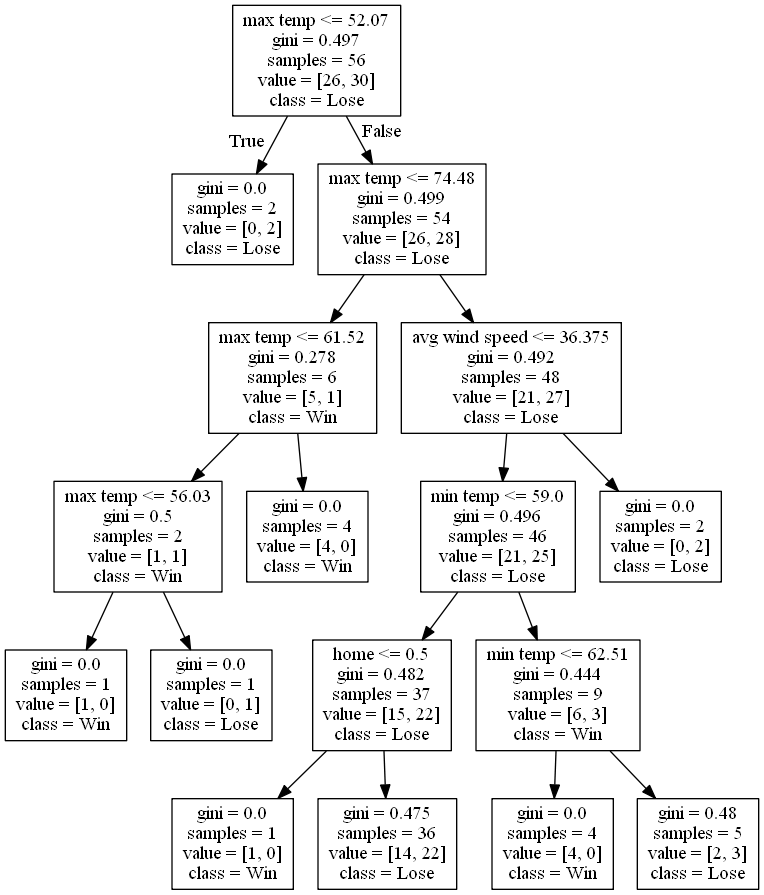 max temp <= 52.07
gini = 0.497
samples = 56
value = [26, 30]
class = Lose
True
False
gini = 0.0
samples = 2
value = [0, 2]
class = Lose
max temp <= 74.48
gini = 0.499
samples = 54
value = [26, 28]
class = Lose
max temp <= 61.52
gini = 0.278
samples = 6
value = [5, 1]
class = Win
avg wind speed <= 36.375
gini = 0.492
samples = 48
value = [21, 27]
class = Lose
max temp <= 56.03
gini = 0.5
samples = 2
value = [1, 1]
class = Win
gini = 0.0
samples = 4
value = [4, 0]
class = Win
min temp <= 59.0
gini = 0.496
samples = 46
value = [21, 25]
class = Lose
gini = 0.0
samples = 2
value = [0, 2]
class = Lose
gini = 0.0
samples = 1
value = [1, 0]
class = Win
gini = 0.0
samples = 1
value = [0, 1]
class = Lose
home <= 0.5
gini = 0.482
samples = 37
value = [15, 22]
class = Lose
min temp <= 62.51
gini = 0.444
samples = 9
value = [6, 3]
class = Win
gini = 0.0
samples = 1
value = [1, 0]
class = Win
gini = 0.475
samples = 36
value = [14, 22]
class = Lose
gini = 0.0
samples = 4
value = [4, 0]
class = Win
gini = 0.48
samples = 5
value = [2, 3]
class = Lose